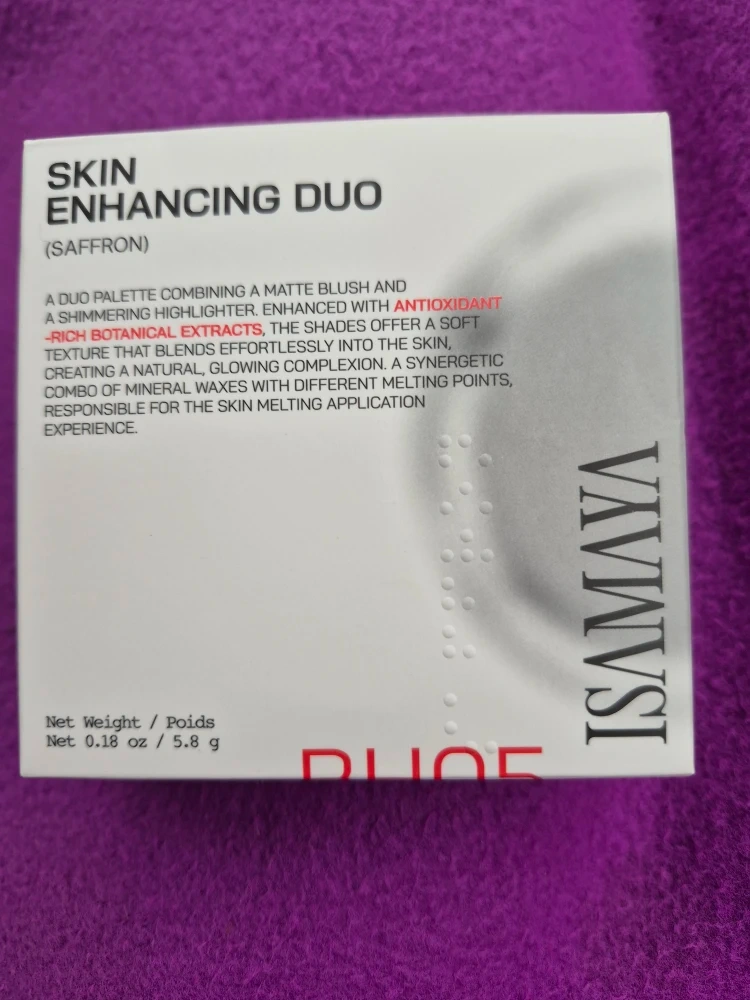 SKIN
ENHANCING DUO
(SAFFRON)
A DUO PALETTE COMBINING A MATTE BLUSH AND
A SHIMMERING HIGHLIGHTER. ENHANCED WITH ANTIOXIDANT
-RICH BOTANICAL EXTRACTS, THE SHADES OFFER A SOFT
TEXTURE THAT BLENDS EFFORTLESSLY INTO THE SKIN,
CREATING A NATURAL, GLOWING COMPLEXION. A SYNERGETIC
COMBO OF MINERAL WAXES WITH DIFFERENT MELTING POINTS,
RESPONSIBLE FOR THE SKIN MELTING APPLICATION
EXPERIENCE.
ISAMAYA
Net Weight / Poids
Net 0.18 oz / 5.8 g